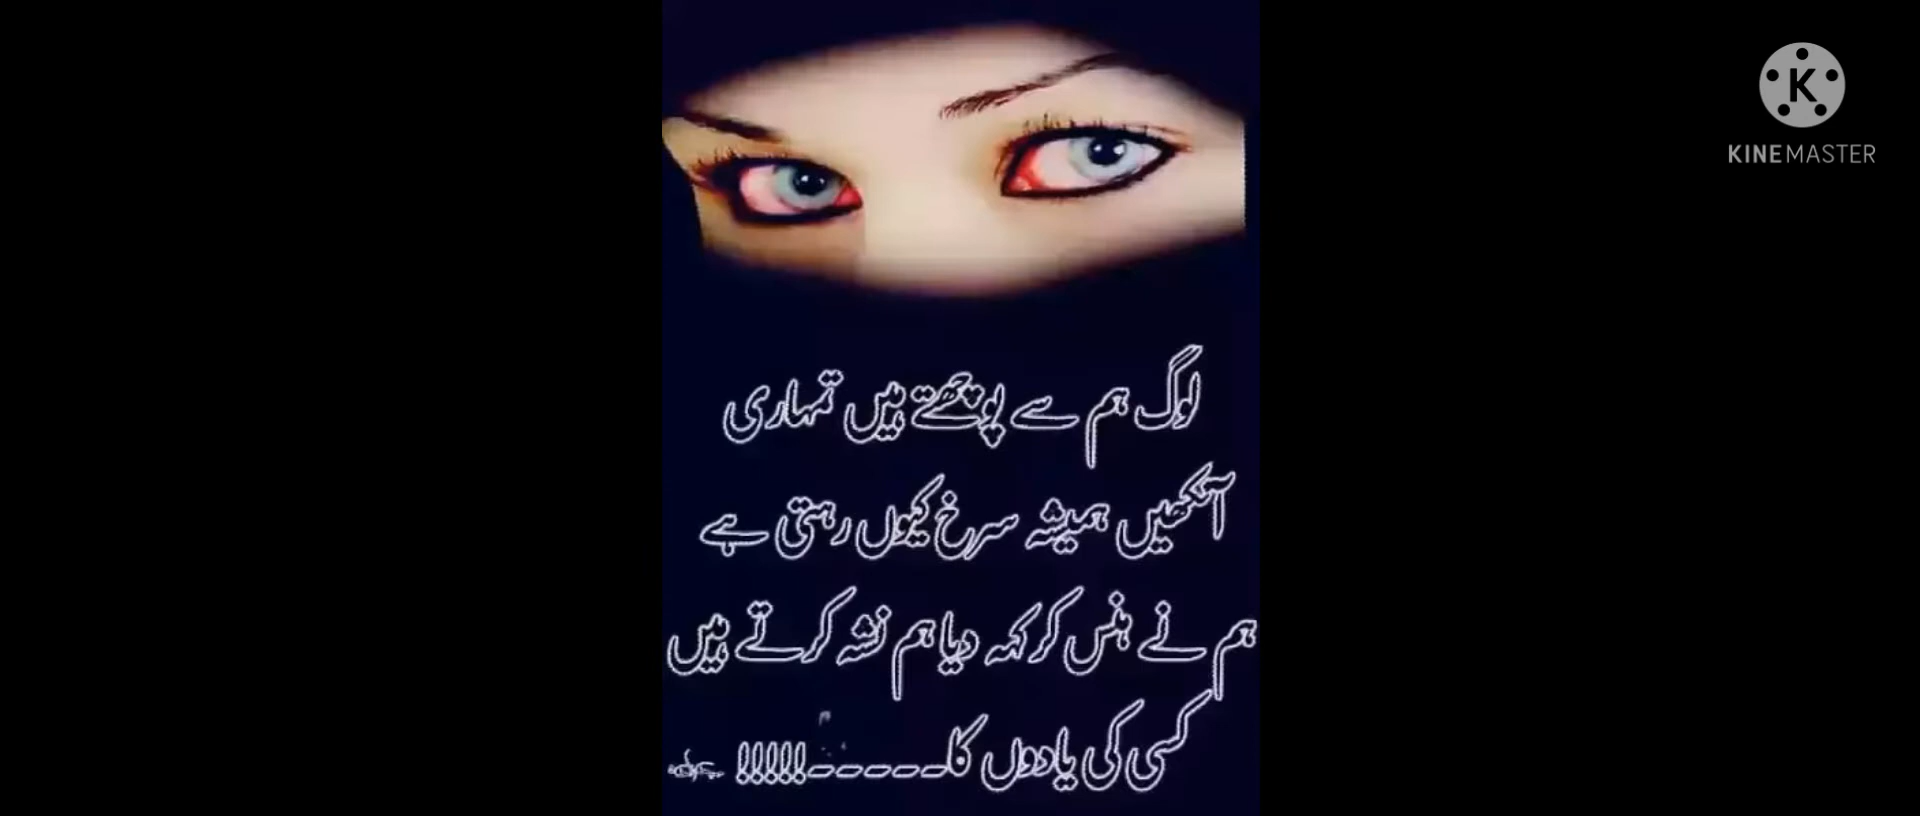 KINEMASTER
لوگ ہم سے پوچھتے ہیں تمہاری
آنکھیں ہمیشہ سرخ کیوں رہتی ہے
ہم نے ہنس کر کہہ دیا ہم نشہ کرتے ہیں
کسی کی یادوں کا-----!!!!!!